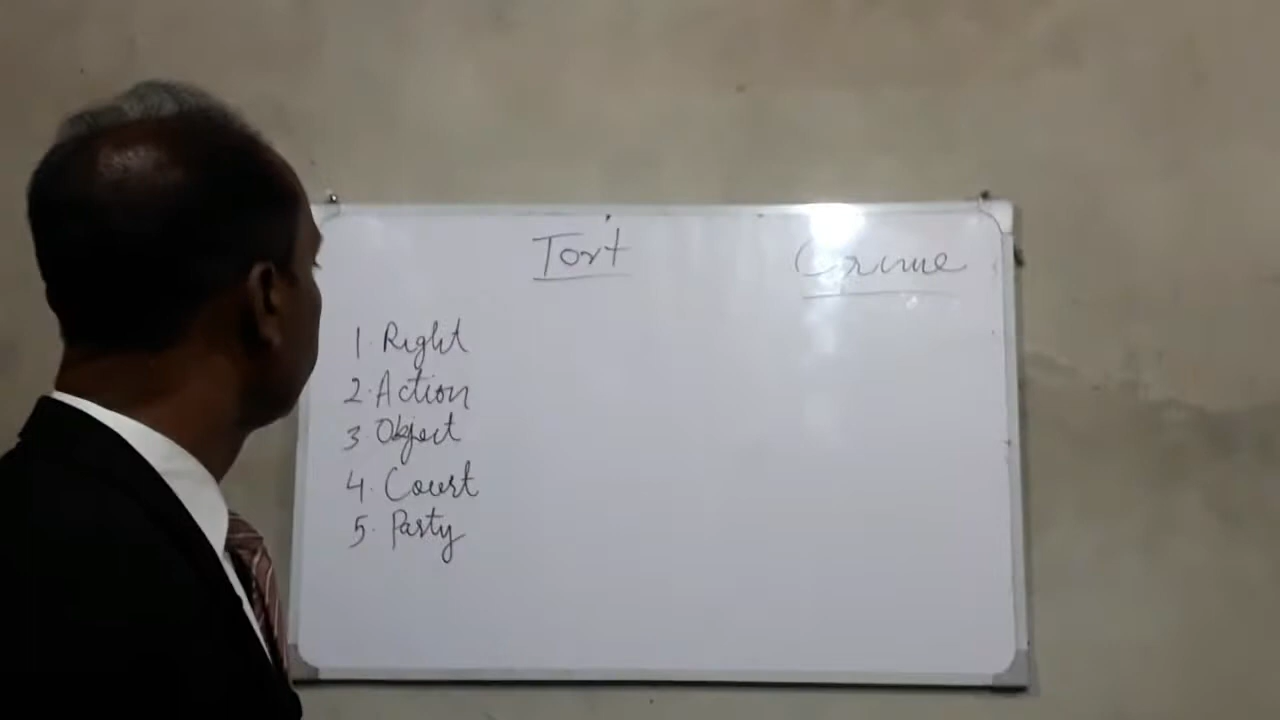 Tort Crime
1. Right
2. Action
3. Object
4. Court
5. Party